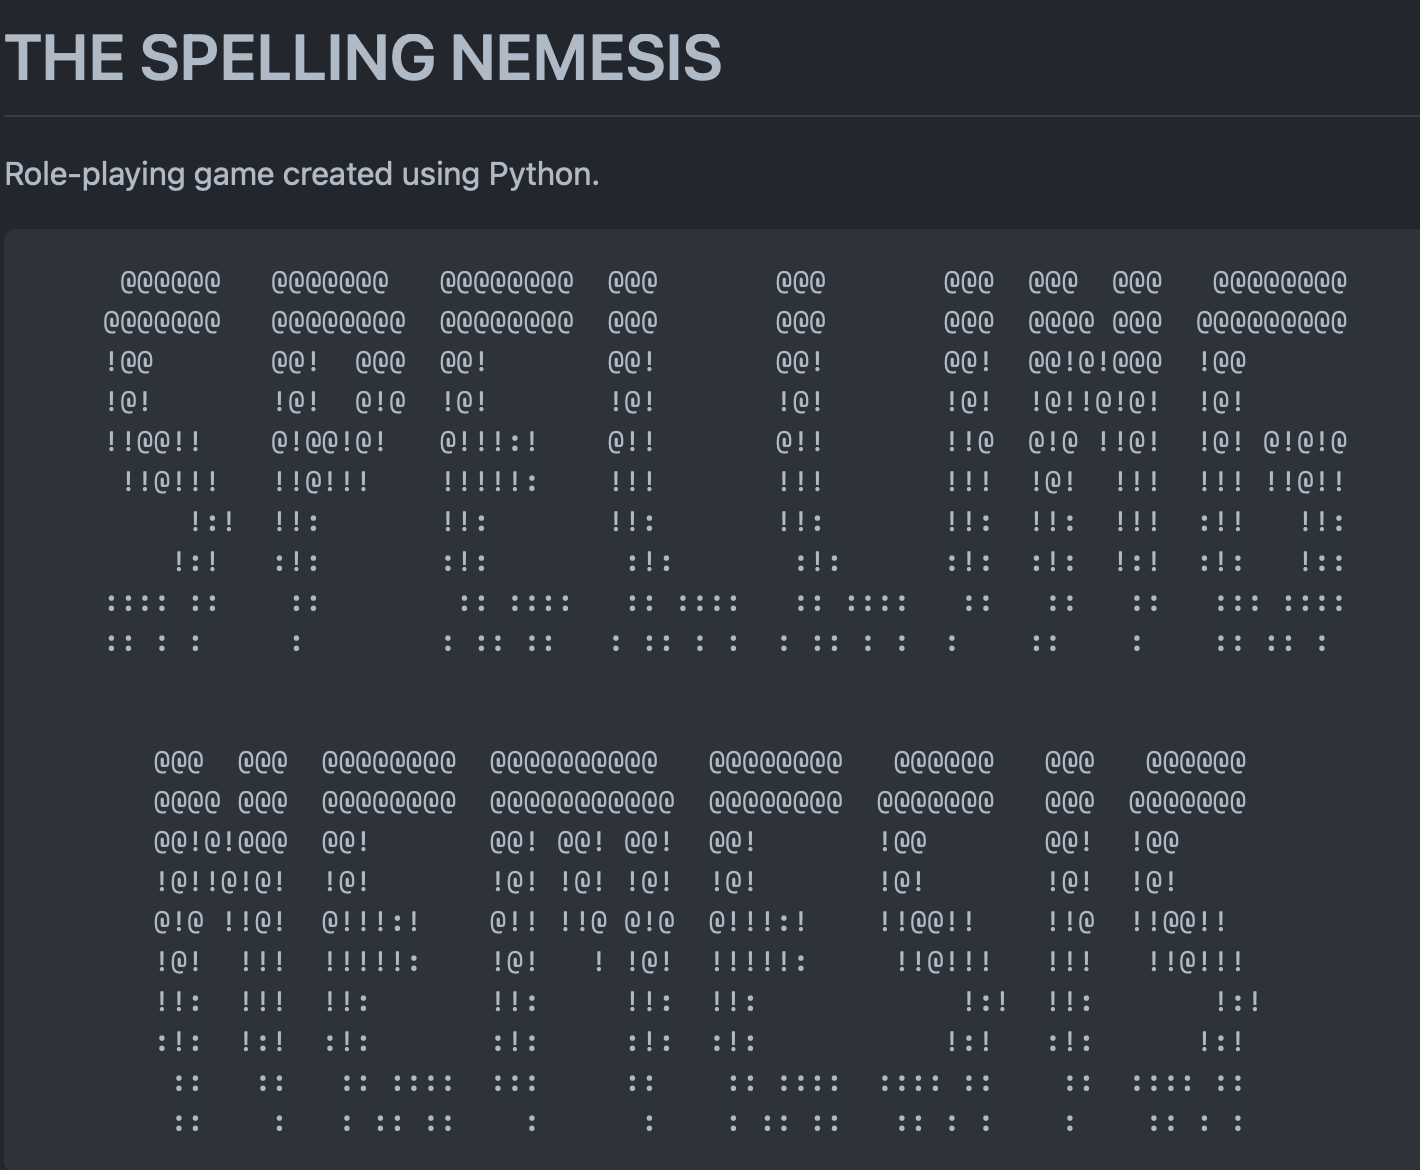 THE SPELLING NEMESIS
Role-playing game created using Python.
SPELLING
NEMESIS